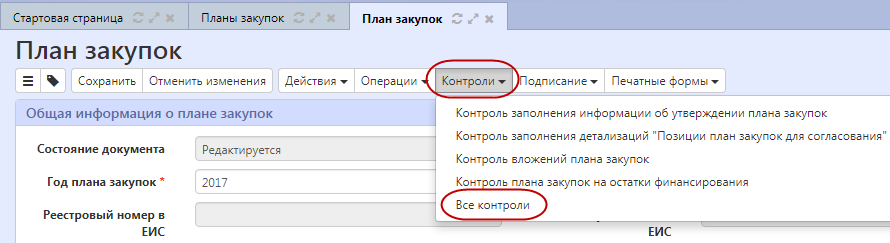 Стартовая страница Планы закупок План закупок
План закупок
Сохранить Отменить изменения Действия Операции Контроли Подписание Печатные формы
Общая информация о плане закупок
Контроль заполнения информации об утверждении плана закупок
Контроль заполнения детализаций "Позиции план закупок для согласования"
Контроль вложений плана закупок
Контроль плана закупок на остатки финансирования
Все контроли
Состояние документа Редактируется
Год плана закупок * 2017
Реестровый номер в
ЕИС
ЕИС